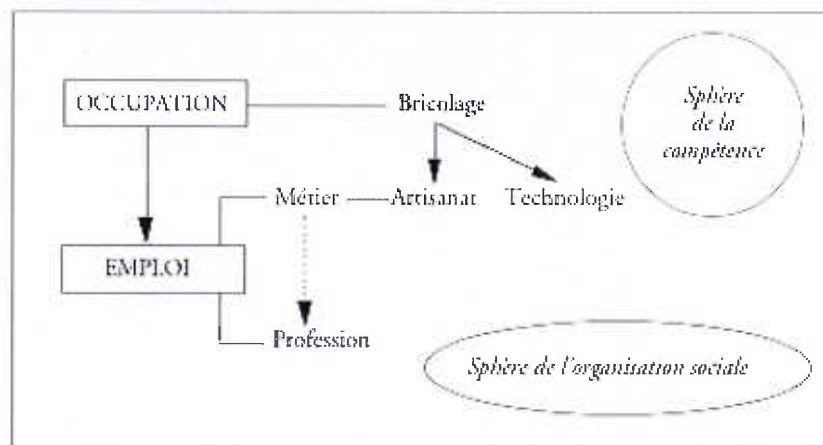 OCCUPATION
Bricolage
Sphère
de la
compétence
Métier
Artisanat
Technologie
EMPLOI
Profession
Sphère de l'organisation sociale